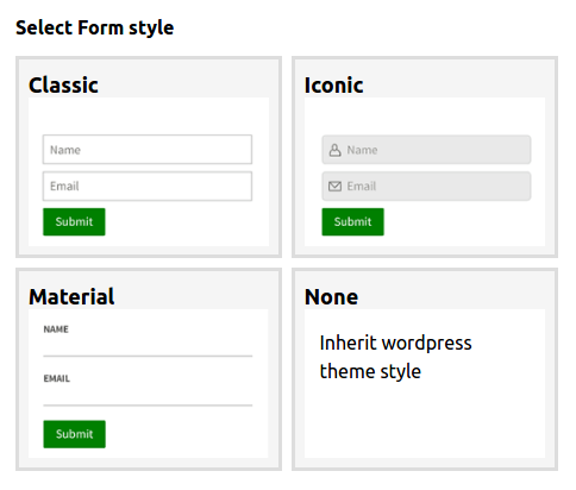 Select Form style
Classic
Name
Email
Submit
Iconic
Name
Email
Submit
Material
NAME
EMAIL
Submit
None
Inherit wordpress
theme style